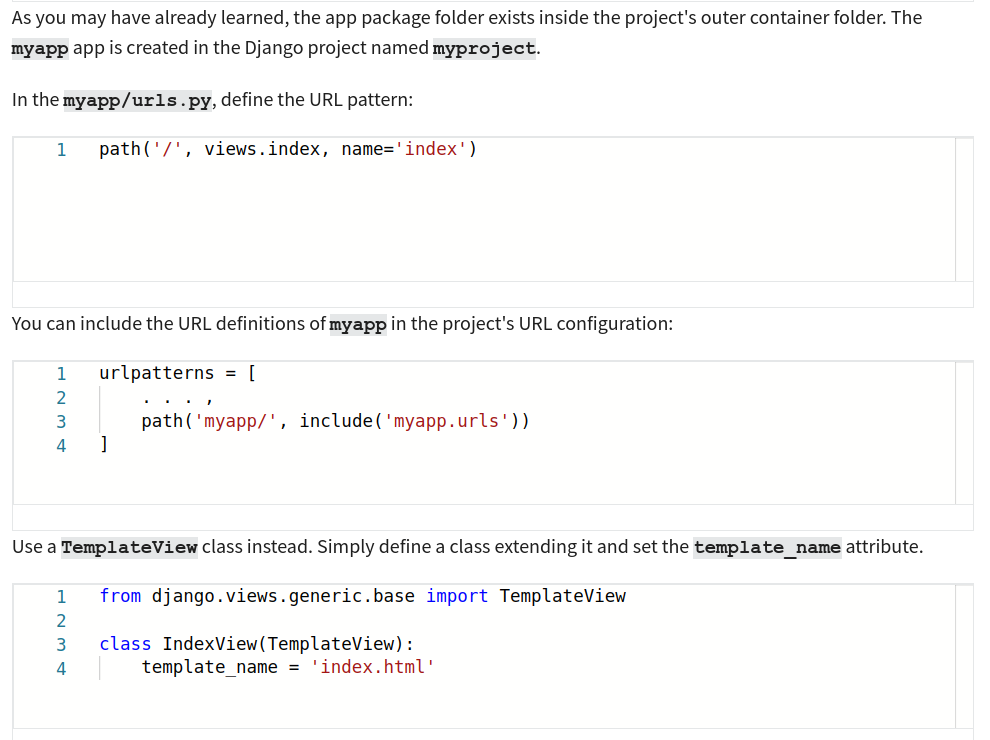 As you may have already learned, the app package folder exists inside the project's outer container folder. The
myapp app is created in the Django project named myproject.
In the myapp/urls.py, define the URL pattern:
1 path('/', views.index, name='index')
You can include the URL definitions of myapp in the project's URL configuration:
1 urlpatterns = [
2 . . . ,
3 path('myapp/', include('myapp.urls'))
4 ]
Use a TemplateView class instead. Simply define a class extending it and set the template_name attribute.
1 from django.views.generic.base import TemplateView
2
3 class IndexView(TemplateView):
4 template_name = 'index.html'